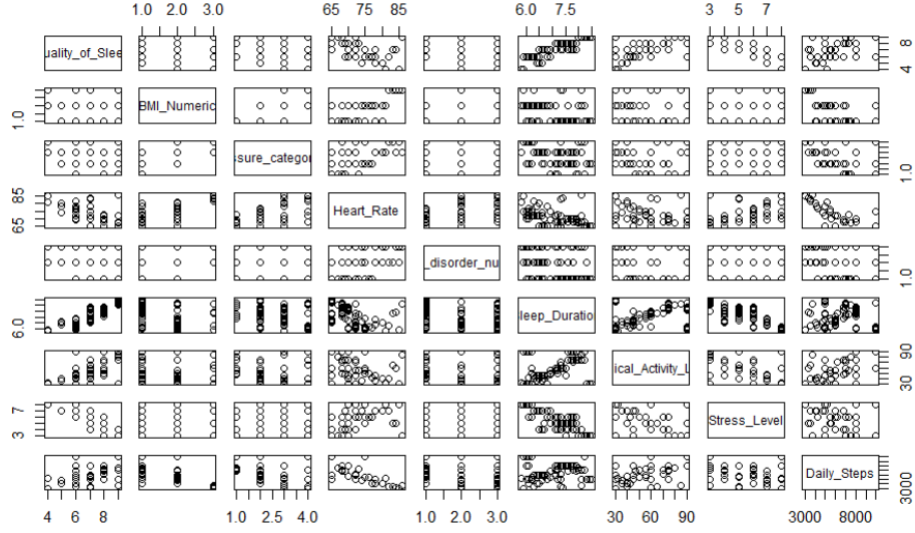 1.0 2.0 3.0 65 75 85 6.0 7.5 3 5 7
uality_of_Slee 4 8
1.0 BMI_Numeric
ssure_categor 1.0
65 85 Heart_Rate
_disorder_nu 1.0
6.0 leep_Duratio
ical_Activity_L 30 90
3 7 Stress_Level
Daily_Steps 3000
4 6 8 1.0 2.5 4.0 1.0 2.0 3.0 30 60 90 3000 8000